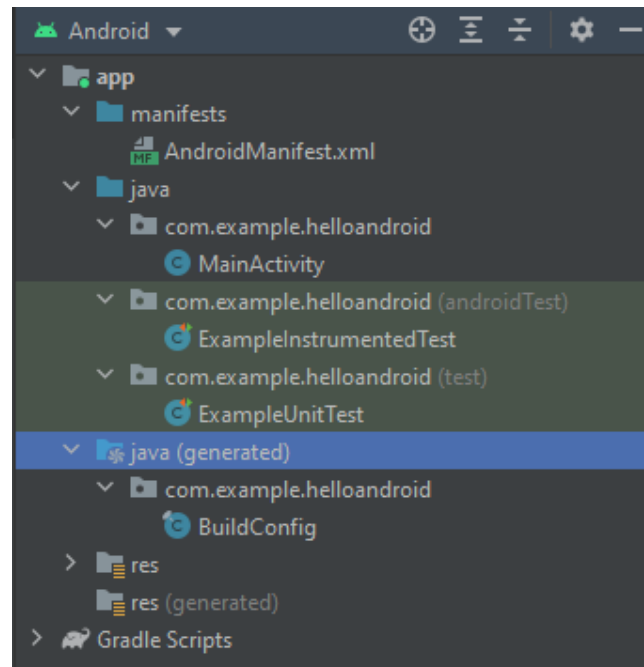 Android
app
manifests
MF AndroidManifest.xml
java
com.example.helloandroid
C MainActivity
com.example.helloandroid (androidTest)
C ExampleInstrumentedTest
com.example.helloandroid (test)
C ExampleUnitTest
java (generated)
com.example.helloandroid
C BuildConfig
res
res (generated)
Gradle Scripts